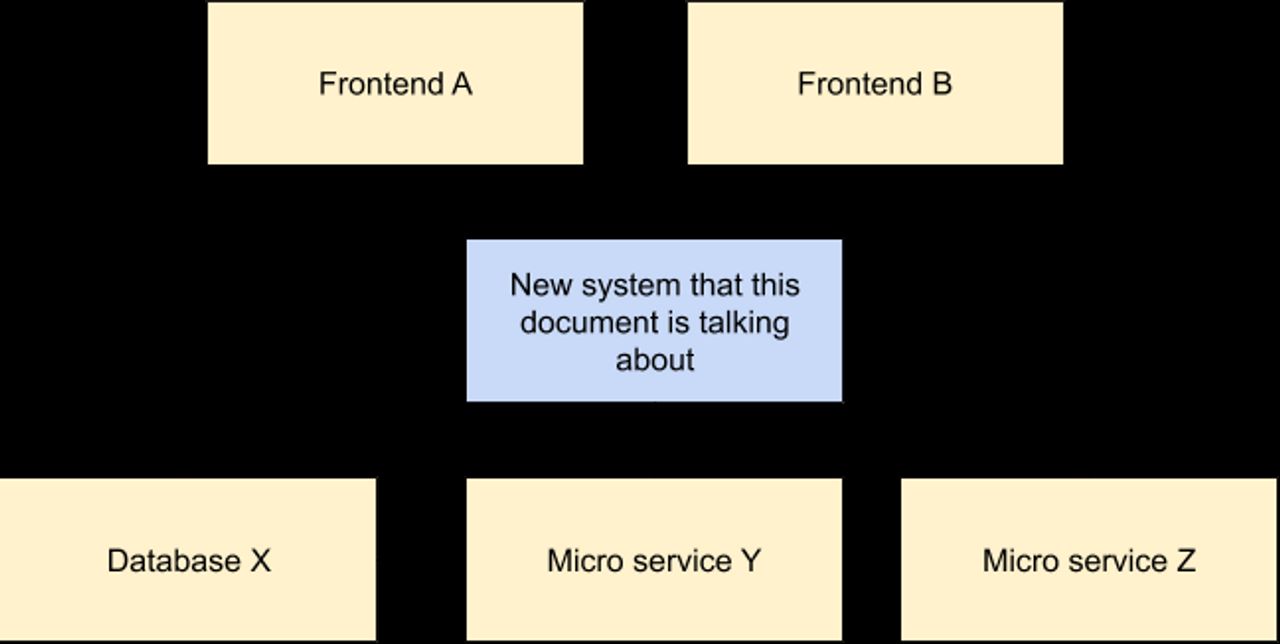 Frontend A
Frontend B
New system that this
document is talking
about
Database X
Micro service Y
Micro service Z